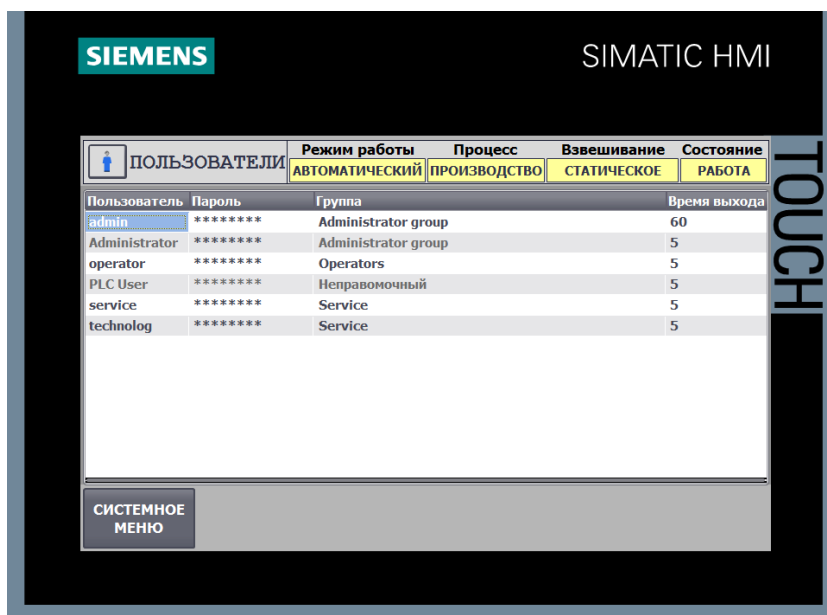 SIEMENS
SIMATIC HMI
TOUCH
ПОЛЬЗОВАТЕЛИ
Режим работы Процесс Взвешивание Состояние
АВТОМАТИЧЕСКИЙ ПРОИЗВОДСТВО СТАТИЧЕСКОЕ РАБОТА
Пользователь Пароль Группа Время выхода
admin ******** Administrator group 60
Administrator ******** Administrator group 5
operator ******** Operators 5
PLC User ******** Неправомочный 5
service ******** Service 5
technolog ******** Service 5
СИСТЕМНОЕ
МЕНЮ